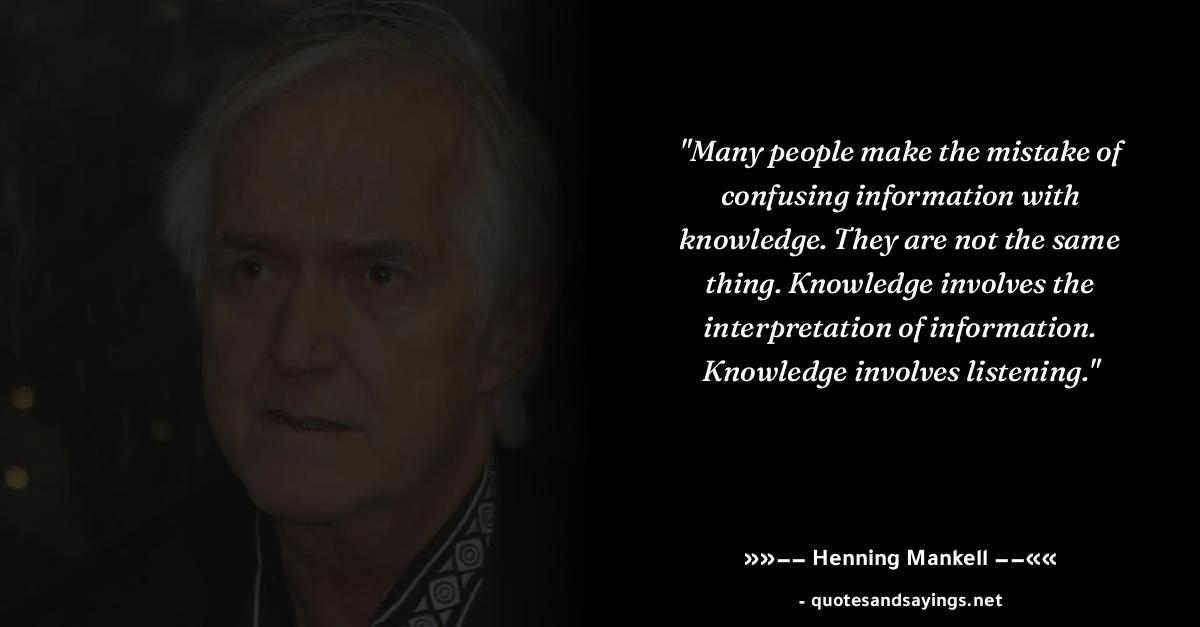 "Many people make the mistake of
confusing information with
knowledge. They are not the same
thing. Knowledge involves the
interpretation of information.
Knowledge involves listening."
»»–– Henning Mankell ––««
- quotesandsayings.net